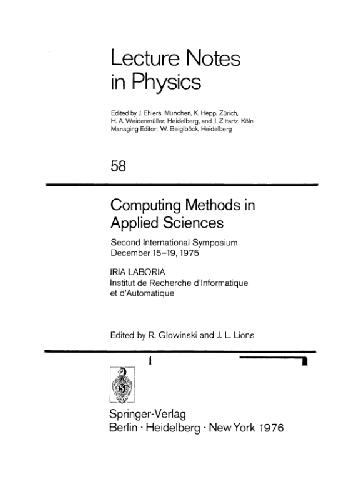 Lecture Notes
in Physics
Edited by J. Ehlers, München, K. Hepp, Zürich,
H. A. Weidenmüller, Heidelberg, and J. Zittartz, Köln
Managing Editor: W. Beiglböck, Heidelberg
58
Computing Methods in
Applied Sciences
Second International Symposium
December 15–19, 1975
IRIA LABORIA
Institut de Recherche d'Informatique
et d'Automatique
Edited by R. Glowinski and J. L. Lions
Springer-Verlag
Berlin · Heidelberg · New York 1976